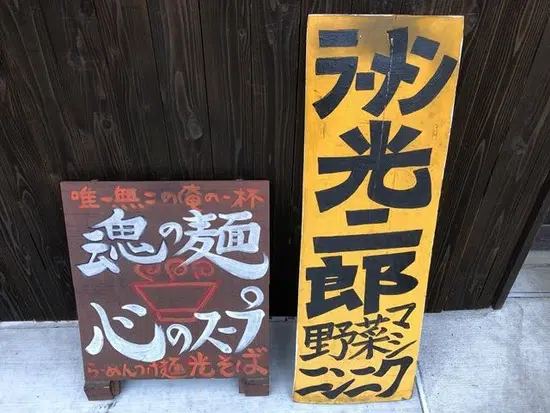 唯一無二の俺の一杯
魂の麺
心のスープ
らーめんつけ麺光そば
ラーメン
光二郎
野菜マシ
ニンニク